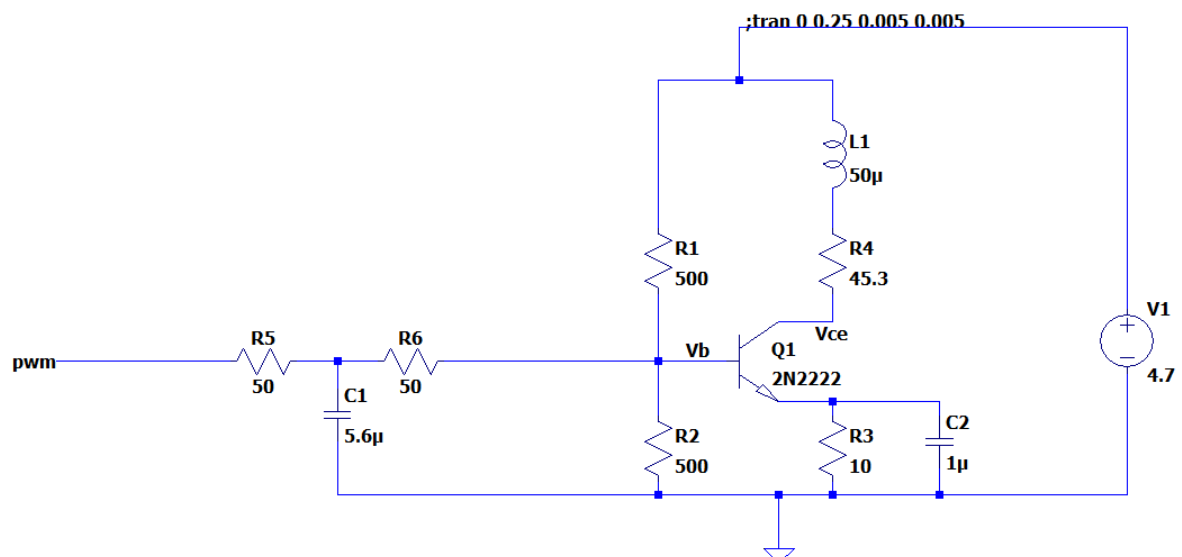 ;tran 0 0.25 0.005 0.005
L1
50µ
R1
500
R4
45.3
V1
4.7
pwm
R5
50
R6
50
Vb
Vce
Q1
2N2222
C1
5.6µ
R2
500
R3
10
C2
1µ